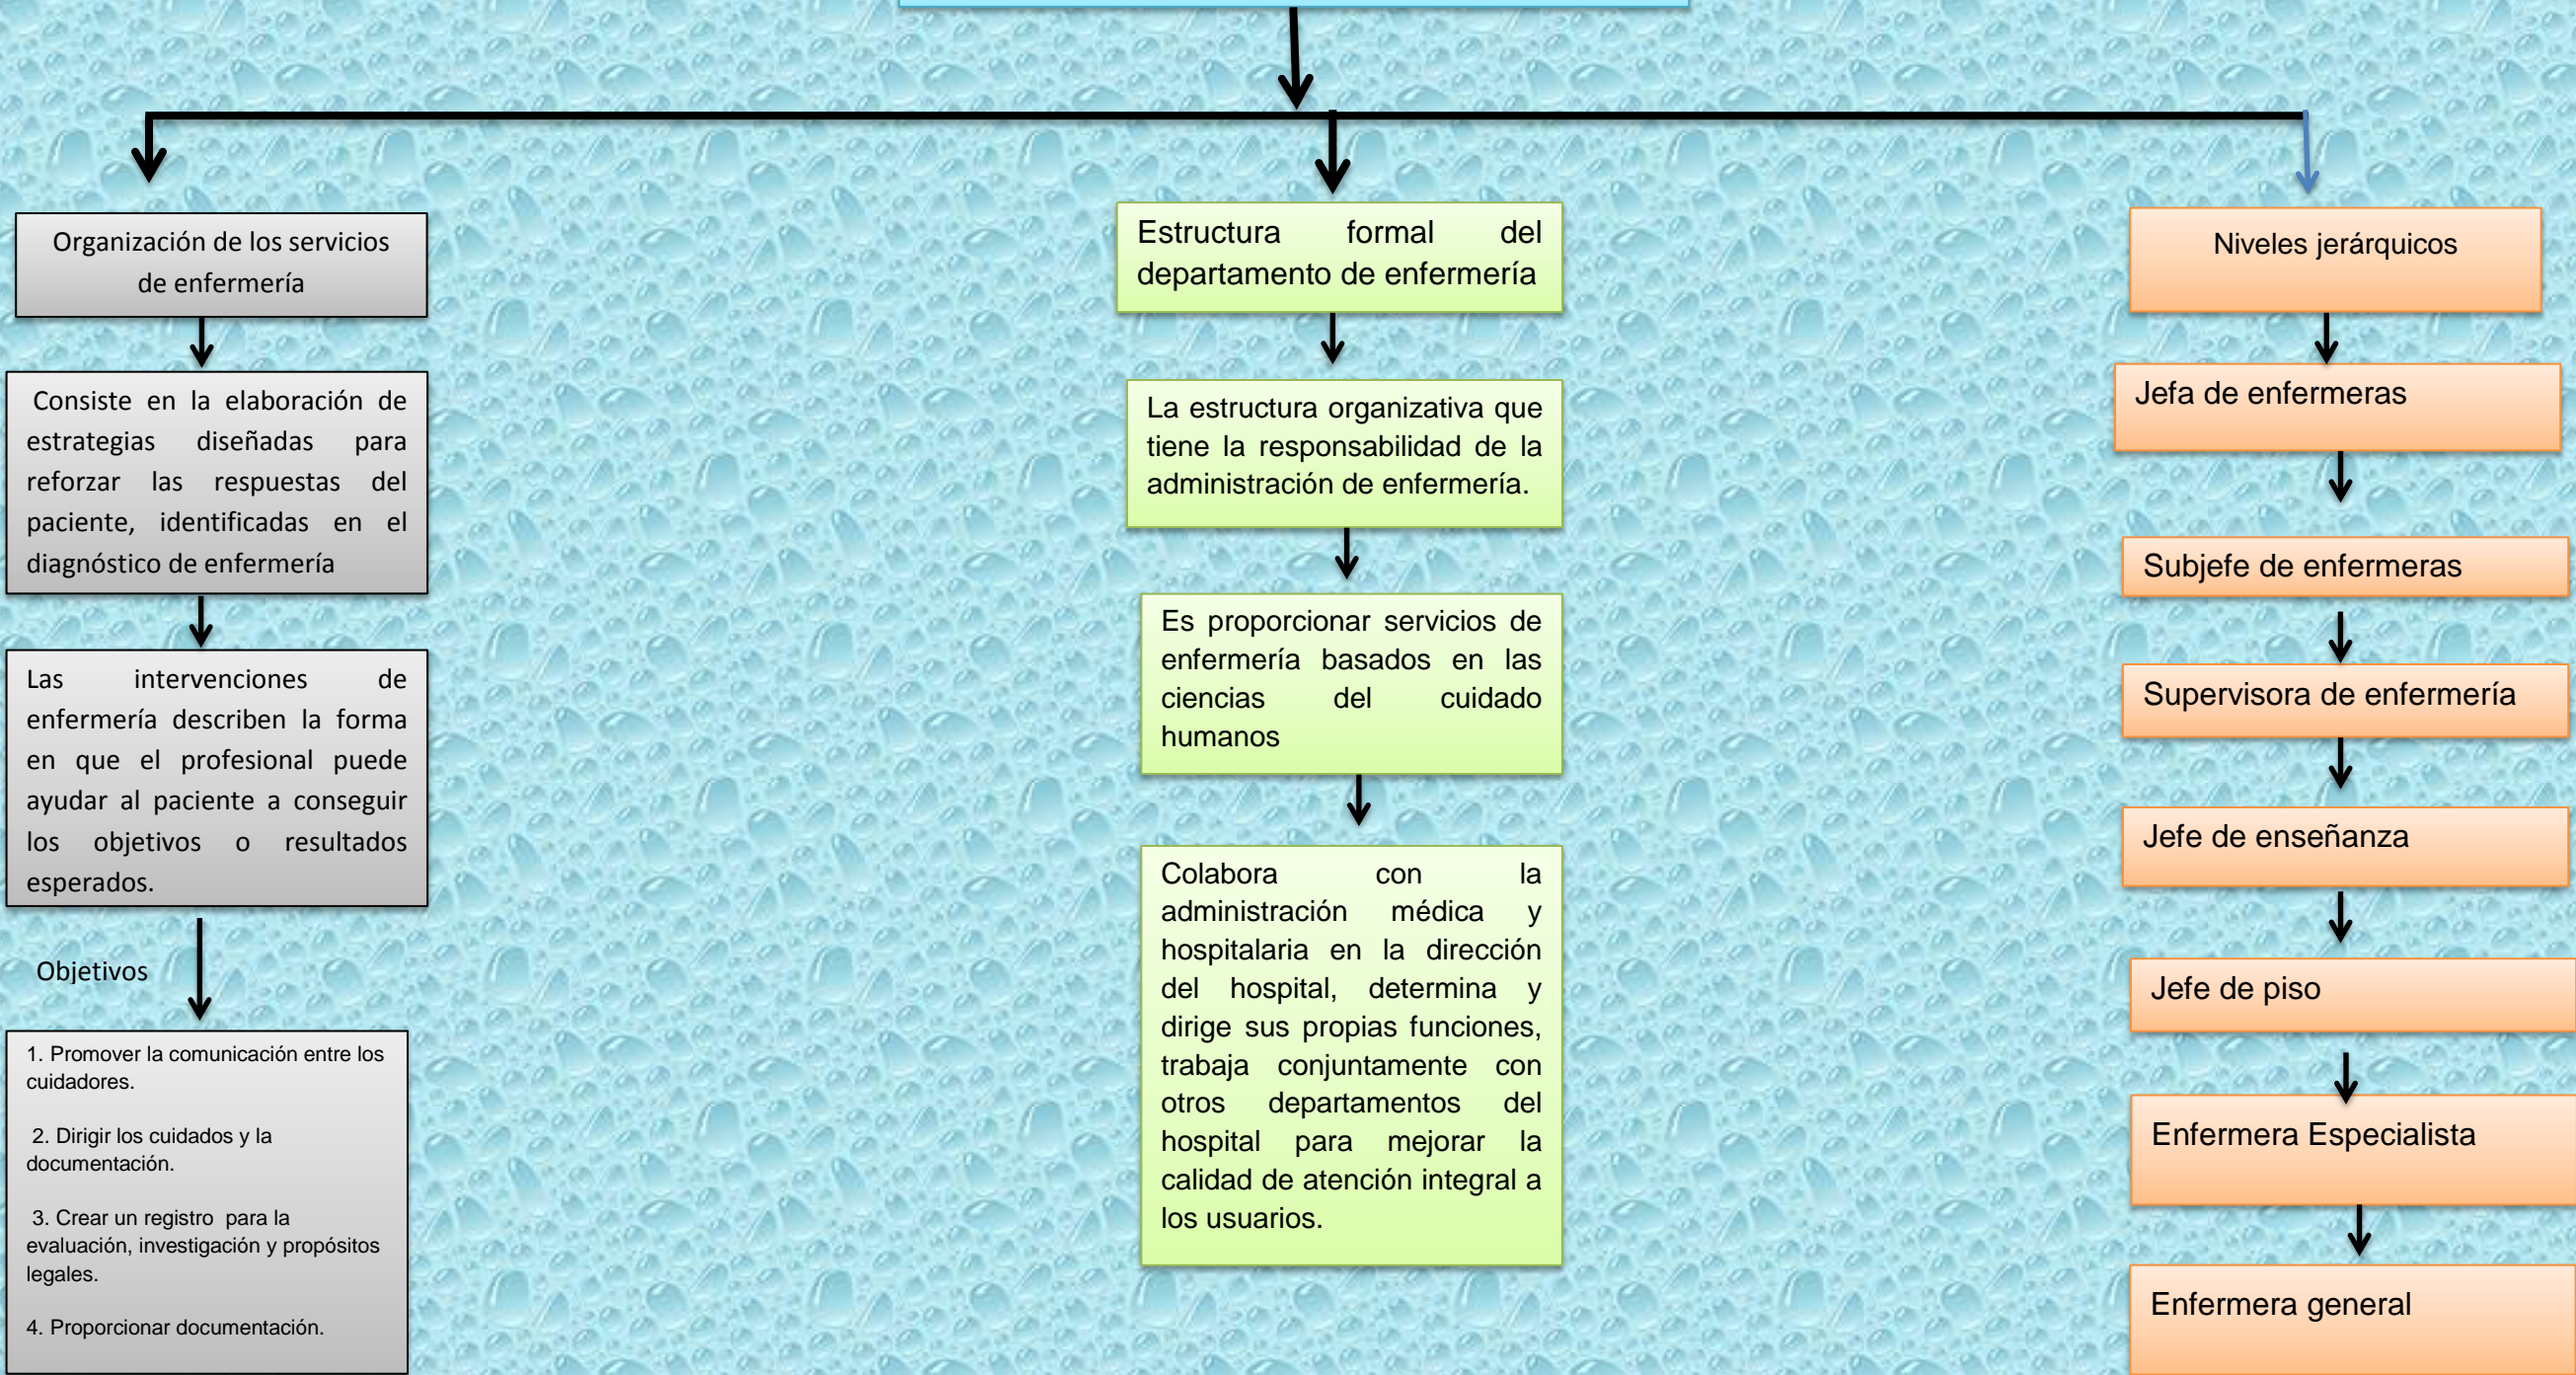 Organización de los servicios
de enfermería
Consiste en la elaboración de
estrategias diseñadas para
reforzar las respuestas del
paciente, identificadas en el
diagnóstico de enfermería
Las intervenciones de
enfermería describen la forma
en que el profesional puede
ayudar al paciente a conseguir
los objetivos o resultados
esperados.
Objetivos
1. Promover la comunicación entre los
cuidadores.
2. Dirigir los cuidados y la
documentación.
3. Crear un registro para la
evaluación, investigación y propósitos
legales.
4. Proporcionar documentación.
Estructura formal del
departamento de enfermería
La estructura organizativa que
tiene la responsabilidad de la
administración de enfermería.
Es proporcionar servicios de
enfermería basados en las
ciencias del cuidado
humanos
Colabora con la
administración médica y
hospitalaria en la dirección
del hospital, determina y
dirige sus propias funciones,
trabaja conjuntamente con
otros departamentos del
hospital para mejorar la
calidad de atención integral a
los usuarios.
Niveles jerárquicos
Jefa de enfermeras
Subjefe de enfermeras
Supervisora de enfermería
Jefe de enseñanza
Jefe de piso
Enfermera Especialista
Enfermera general